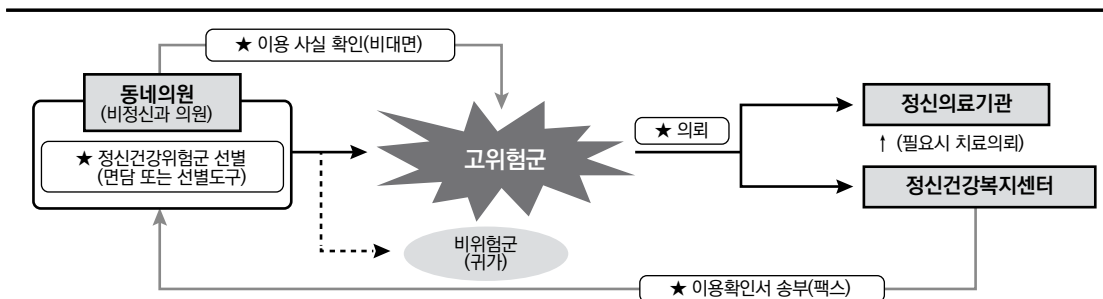 ★ 이용 사실 확인(비대면)
동네의원
(비정신과 의원)
★ 정신건강위험군 선별
(면담 또는 선별도구)
고위험군
비위험군
(귀가)
★ 의뢰
정신의료기관
↑ (필요시 치료의뢰)
정신건강복지센터
★ 이용확인서 송부(팩스)